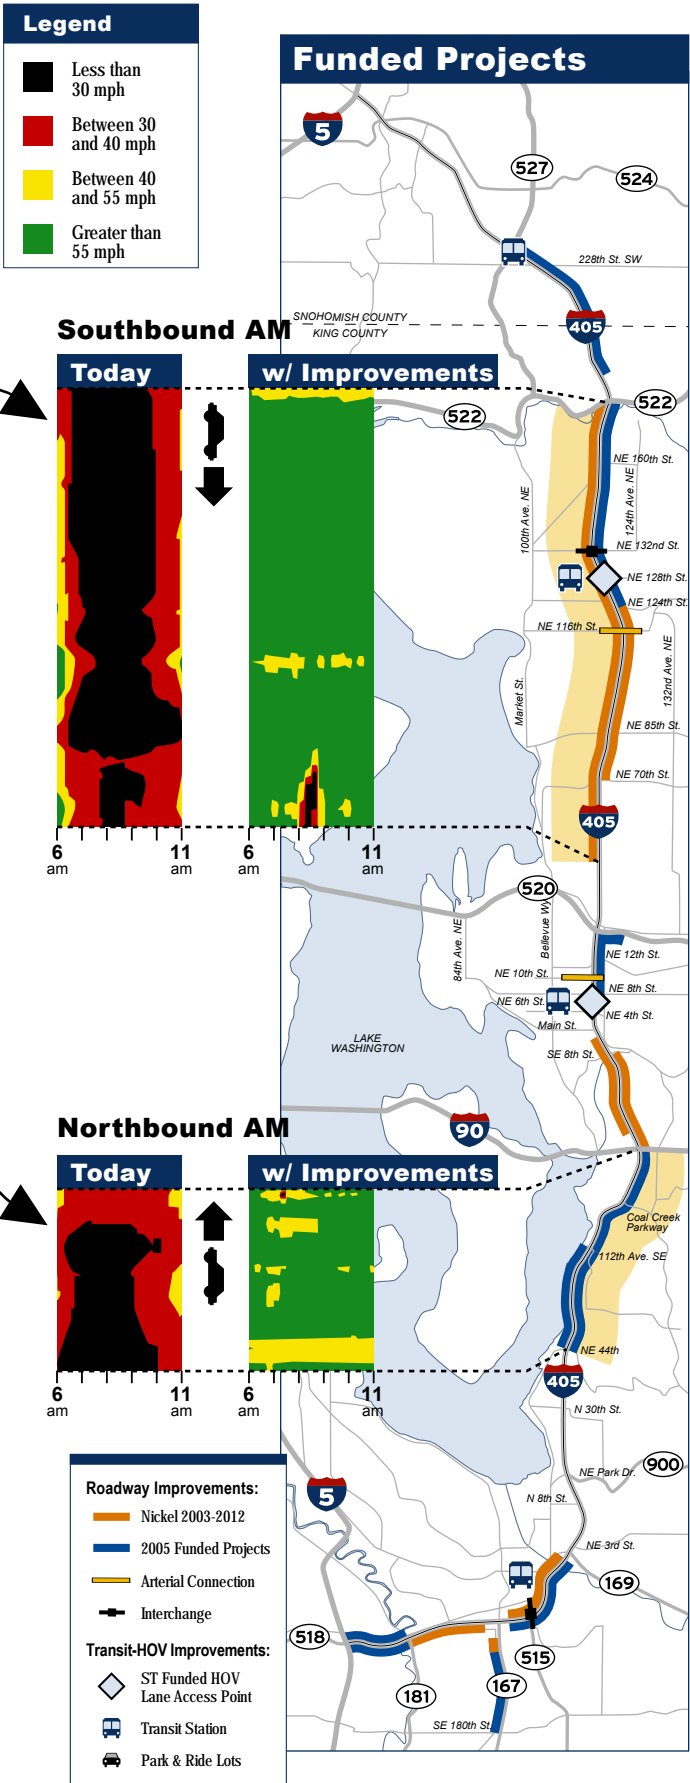 Legend
Less than
30 mph
Between 30
and 40 mph
Between 40
and 55 mph
Greater than
55 mph
Funded Projects
5
527
524
228th St. SW
SNOHOMISH COUNTY
KING COUNTY
405
Southbound AM
Today
w/ Improvements
522
522
NE 160th St.
100th Ave. NE
124th Ave. NE
NE 132nd St.
NE 128th St.
NE 124th St.
NE 116th St.
132nd Ave. NE
Market St.
NE 85th St.
NE 70th St.
405
6
am
11
am
6
am
11
am
520
Bellevue Wy
84th Ave. NE
NE 12th St.
NE 10th St.
NE 8th St.
NE 6th St.
NE 4th St.
Main St.
SE 8th St.
LAKE
WASHINGTON
90
Northbound AM
Today
w/ Improvements
Coal Creek
Parkway
112th Ave. SE
NE 44th
405
6
am
11
am
6
am
11
am
N 30th St.
NE Park Dr.
900
N 8th St.
5
NE 3rd St.
169
518
515
167
181
SE 180th St.
Roadway Improvements:
Nickel 2003-2012
2005 Funded Projects
Arterial Connection
Interchange
Transit-HOV Improvements:
ST Funded HOV
Lane Access Point
Transit Station
Park & Ride Lots